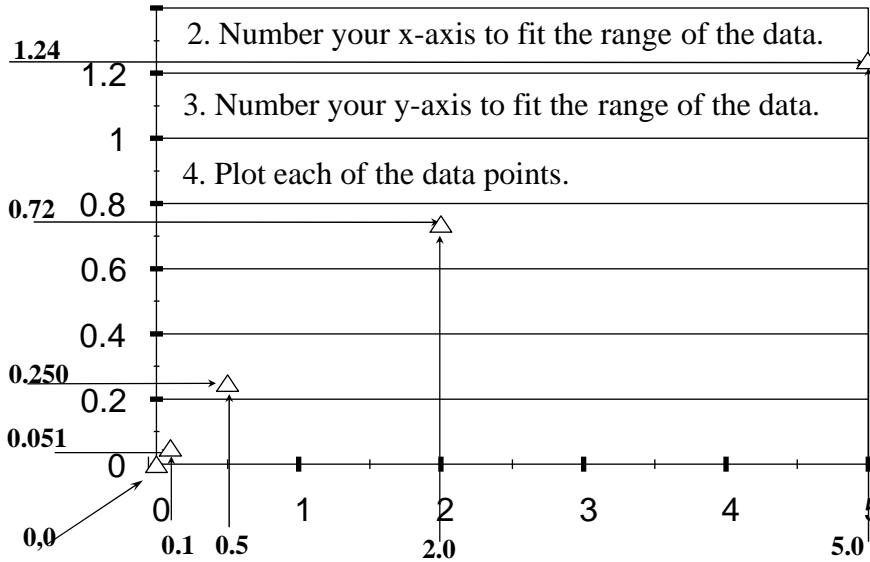 2. Number your x-axis to fit the range of the data.
1.24
1.2
3. Number your y-axis to fit the range of the data.
1
4. Plot each of the data points.
0.72
0.8
0.6
0.4
0.250
0.2
0.051
0
0 1 2 3 4
0,0 0.1 0.5 2.0 5.0